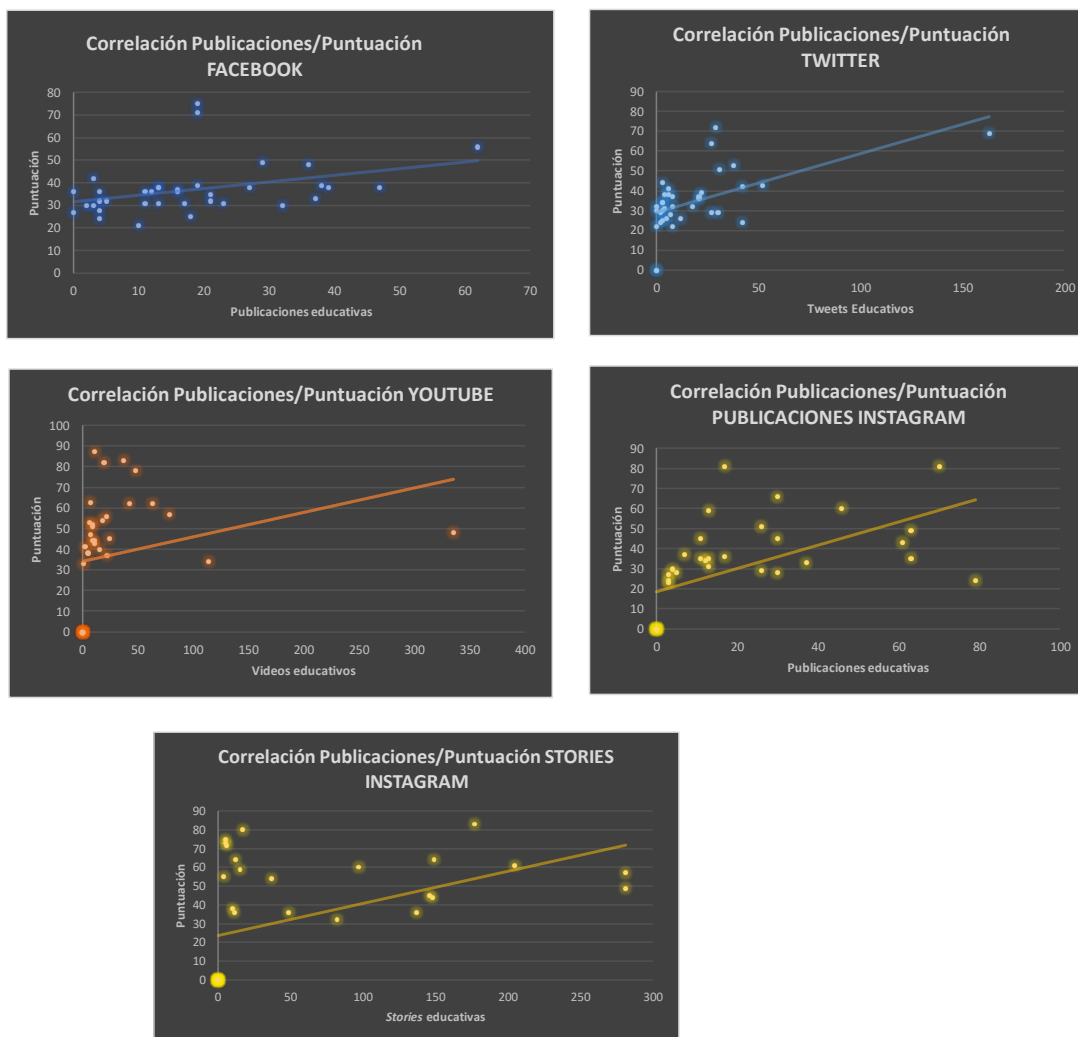 Correlación Publicaciones/Puntuación
FACEBOOK
Puntuación
80
70
60
50
40
30
20
10
0
0 10 20 30 40 50 60 70
Publicaciones educativas
Correlación Publicaciones/Puntuación
TWITTER
Puntuación
90
80
70
60
50
40
30
20
10
0
0 50 100 150 200
Tweets Educativos
Correlación Publicaciones/Puntuación YOUTUBE
Puntuación
100
90
80
70
60
50
40
30
20
10
0
0 50 100 150 200 250 300 350 400
Videos educativos
Correlación Publicaciones/Puntuación
PUBLICACIONES INSTAGRAM
Puntuación
90
80
70
60
50
40
30
20
10
0
0 20 40 60 80 100
Publicaciones educativas
Correlación Publicaciones/Puntuación STORIES
INSTAGRAM
Puntuación
90
80
70
60
50
40
30
20
10
0
0 50 100 150 200 250 300
Stories educativas